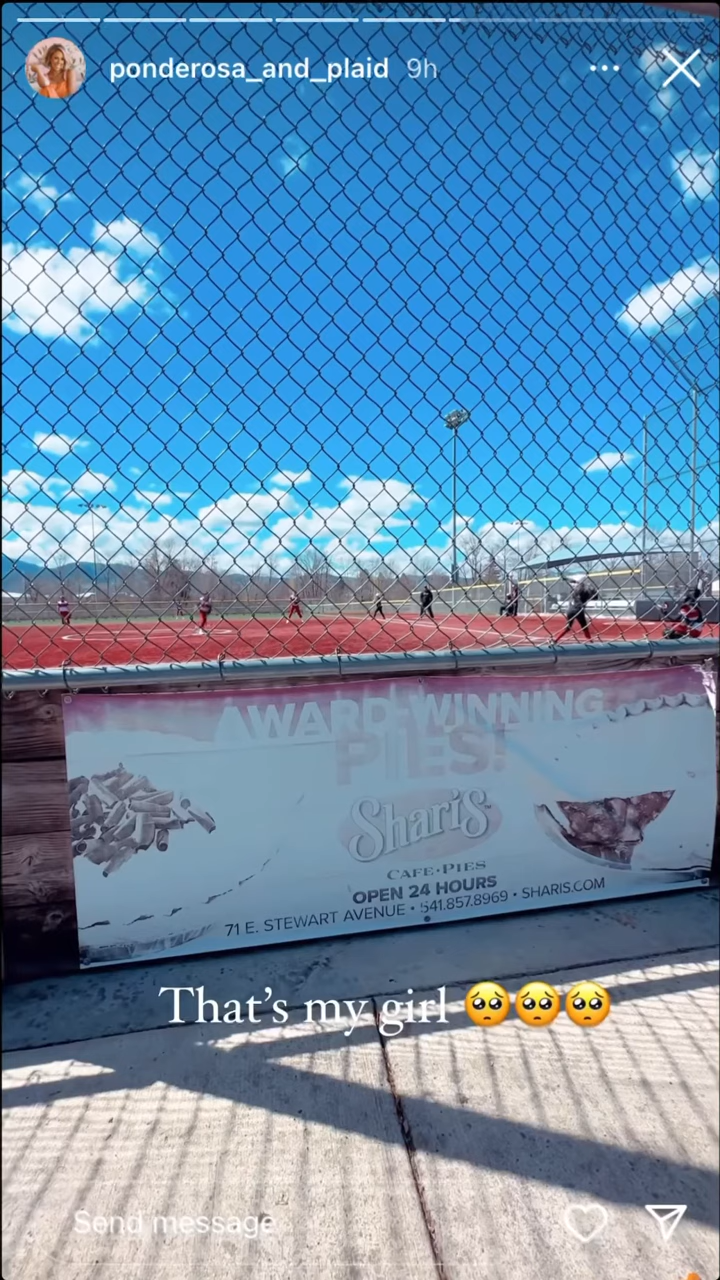 ponderosa_and_plaid 9h
AWARD-WINNING
PIES!
Shari's
CAFE•PIES
OPEN 24 HOURS
71 E. STEWART AVENUE • 541.857.8969 • SHARIS.COM
That's my girl 🥺🥺🥺
Send message